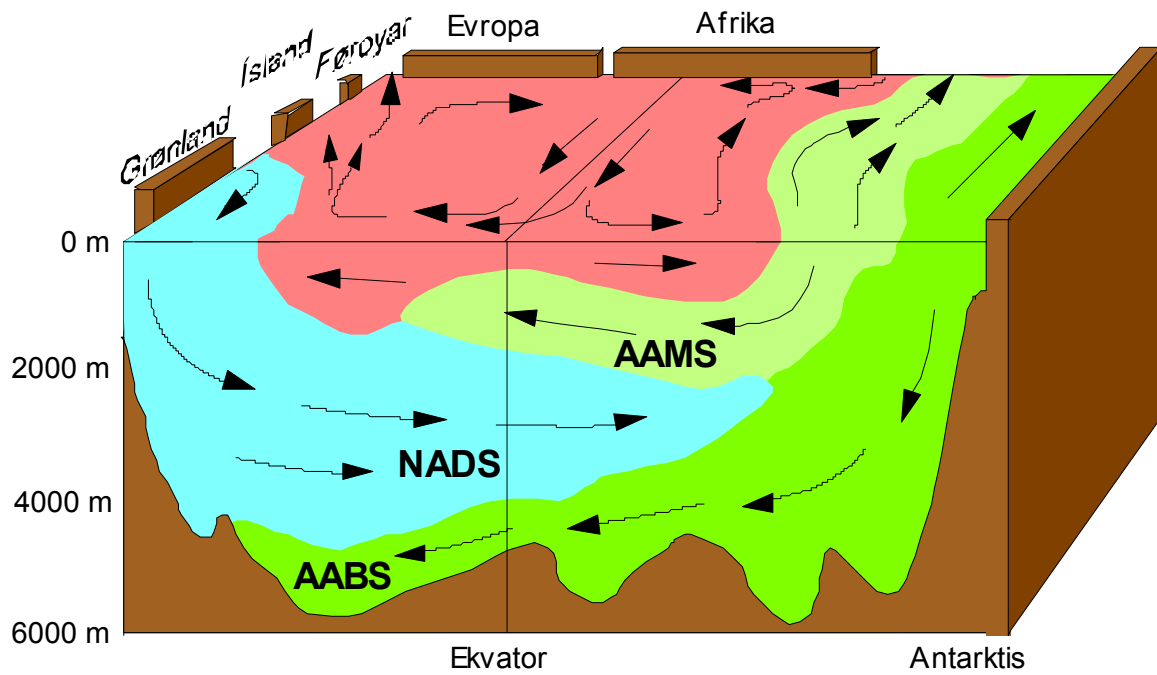 Evropa
Afrika
Føroyar
Ísland
Grønland
0 m
2000 m
4000 m
6000 m
AAMS
NADS
AABS
Ekvator
Antarktis